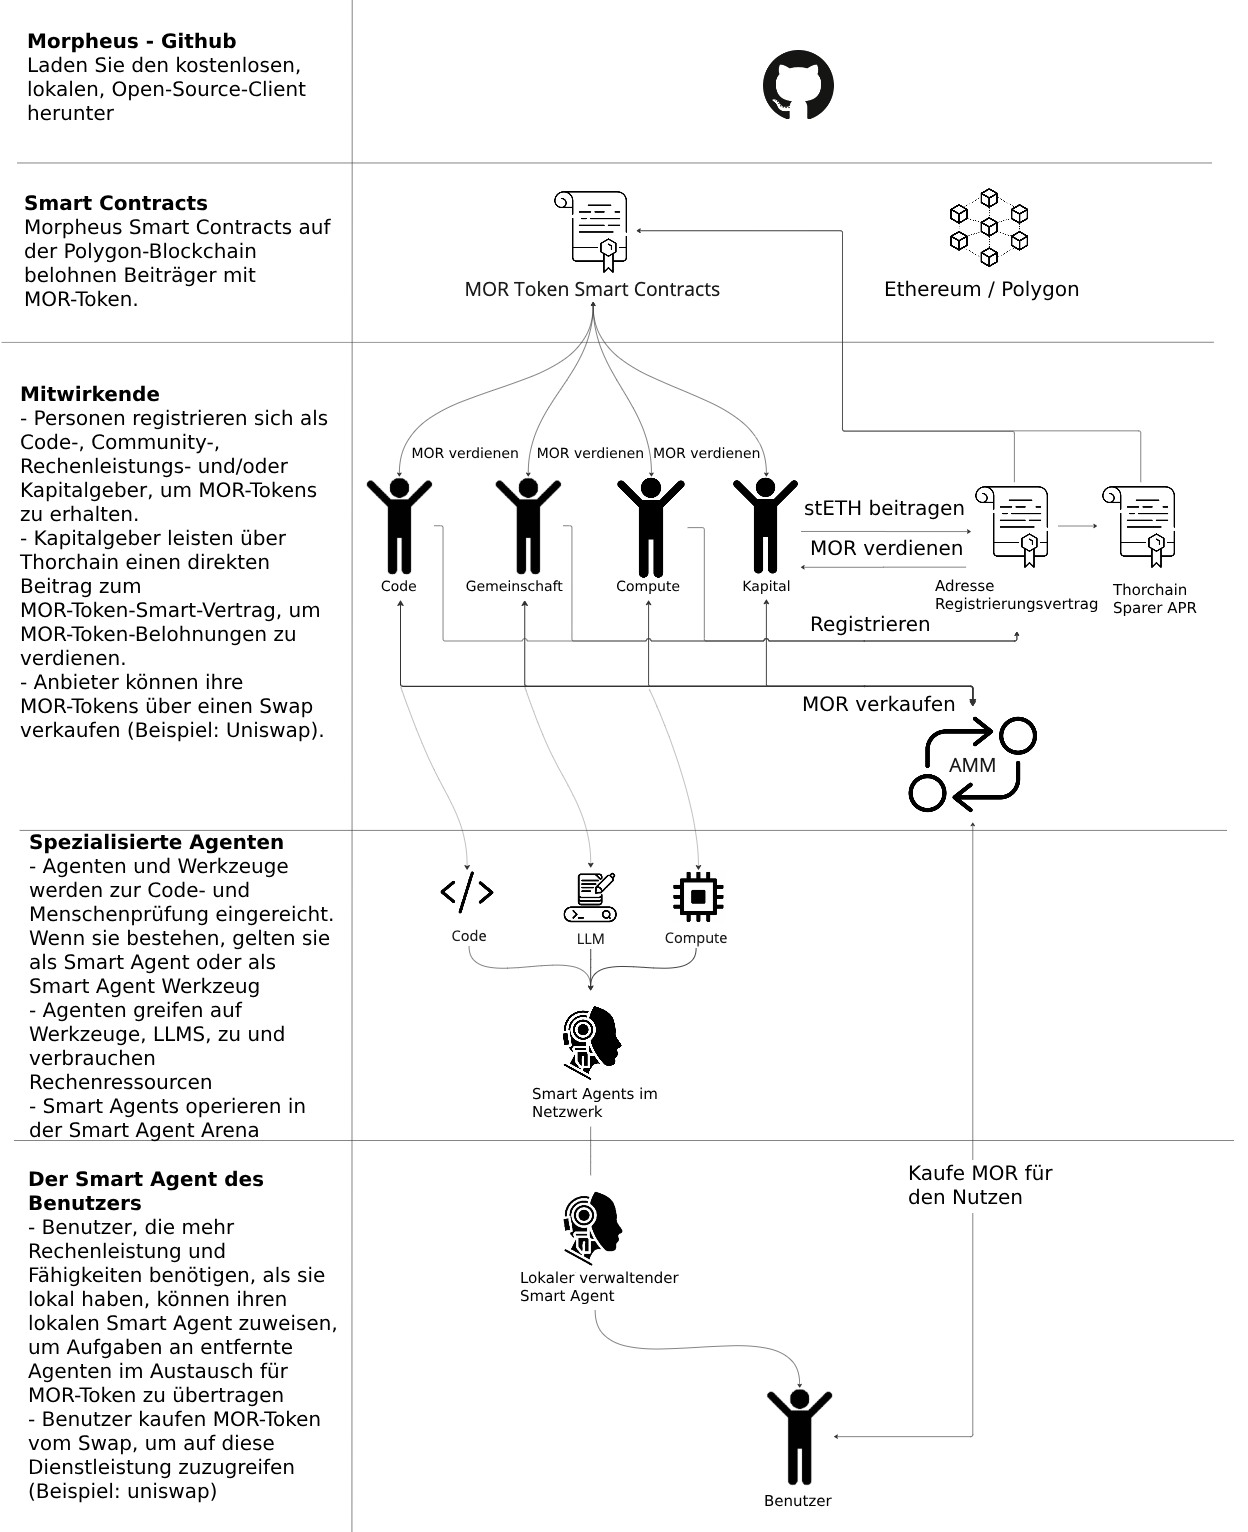 Morpheus - Github
Laden Sie den kostenlosen,
lokalen, Open-Source-Client
herunter
Smart Contracts
Morpheus Smart Contracts auf
der Polygon-Blockchain
belohnen Beiträger mit
MOR-Token.
MOR Token Smart Contracts
Ethereum / Polygon
Mitwirkende
- Personen registrieren sich als
Code-, Community-,
Rechenleistungs- und/oder
Kapitalgeber, um MOR-Tokens
zu erhalten.
- Kapitalgeber leisten über
Thorchain einen direkten
Beitrag zum
MOR-Token-Smart-Vertrag, um
MOR-Token-Belohnungen zu
verdienen.
- Anbieter können ihre
MOR-Tokens über einen Swap
verkaufen (Beispiel: Uniswap).
MOR verdienen
MOR verdienen
MOR verdienen
stETH beitragen
MOR verdienen
Code
Gemeinschaft
Compute
Kapital
Adresse
Registrierungsvertrag
Thorchain
Sparer APR
Registrieren
MOR verkaufen
AMM
Spezialisierte Agenten
- Agenten und Werkzeuge
werden zur Code- und
Menschenprüfung eingereicht.
Wenn sie bestehen, gelten sie
als Smart Agent oder als
Smart Agent Werkzeug
- Agenten greifen auf
Werkzeuge, LLMS, zu und
verbrauchen
Rechenressourcen
- Smart Agents operieren in
der Smart Agent Arena
Code
LLM
Compute
Smart Agents im
Netzwerk
Der Smart Agent des
Benutzers
- Benutzer, die mehr
Rechenleistung und
Fähigkeiten benötigen, als sie
lokal haben, können ihren
lokalen Smart Agent zuweisen,
um Aufgaben an entfernte
Agenten im Austausch für
MOR-Token zu übertragen
- Benutzer kaufen MOR-Token
vom Swap, um auf diese
Dienstleistung zuzugreifen
(Beispiel: uniswap)
Kaufe MOR für
den Nutzen
Lokaler verwaltender
Smart Agent
Benutzer